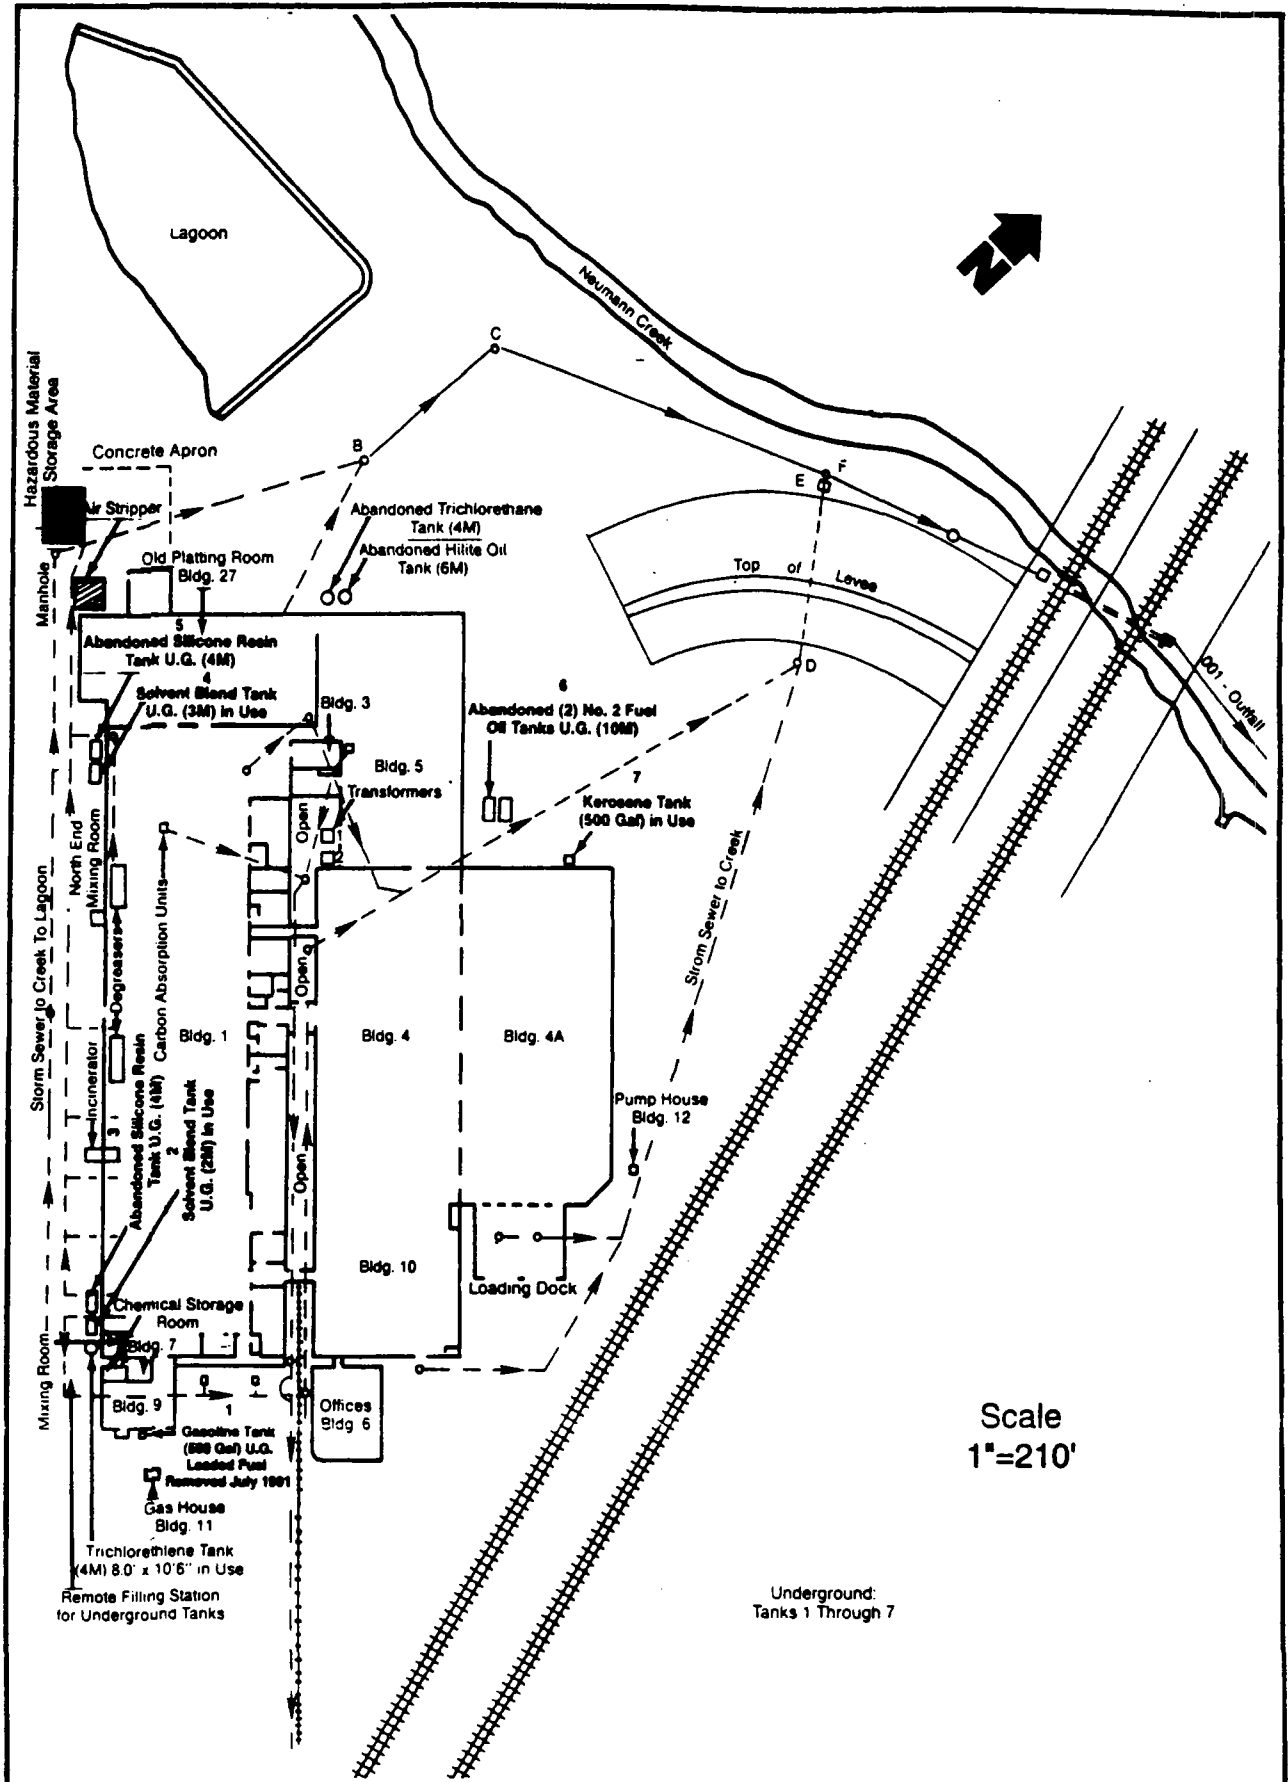 Lagoon
Neumann Creek
N
C
B
F
E
D
Hazardous Material
Storage Area
Concrete Apron
Air Stripper
Manhole
Old Platting Room
Bldg. 27
Abandoned Trichlorethane
Tank (4M)
Abandoned Hilite Oil
Tank (6M)
Top of Levee
001 - Outfall
5
Abandoned Silicone Resin
Tank U.G. (4M)
4
Solvent Blend Tank
U.G. (3M) in Use
Bldg. 3
Bldg. 5
Transformers
6
Abandoned (2) No. 2 Fuel
Oil Tanks U.G. (10M)
7
Kerosene Tank
(500 Gal) in Use
Open
Open
Open
Storm Sewer to Creek To Lagoon
North End
Mixing Room
Degreasers
Carbon Absorption Units
Incinerator
3
Abandoned Silicone Resin
Tank U.G. (4M)
2
Solvent Blend Tank
U.G. (2M) in Use
Bldg. 1
Bldg. 4
Bldg. 4A
Strom Sewer to Creek
Pump House
Bldg. 12
Bldg. 10
Loading Dock
Chemical Storage
Room
Bldg. 7
Mixing Room
Bldg. 9
1
Gasoline Tank
(500 Gal) U.G.
Leaded Fuel
Removed July 1991
Offices
Bldg 6
Gas House
Bldg. 11
Trichlorethlene Tank
(4M) 8.0' x 10'6" in Use
Remote Filling Station
for Underground Tanks
Scale
1"=210'
Underground:
Tanks 1 Through 7